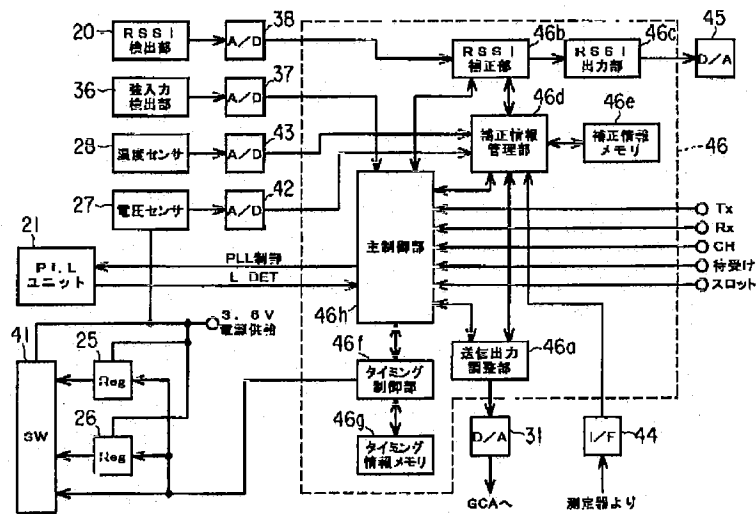 20
RSSI
検出部
A/D
38
36
強入力
検出部
A/D
37
28
温度センサ
A/D
43
27
電圧センサ
A/D
42
21
PLL
ユニット
PLL制御
L DET
3.6V
電源供給
41
SW
25
Reg
26
Reg
RSSI
補正部
46b
RSSI
出力部
46c
45
D/A
46d
補正情報
管理部
46e
補正情報
メモリ
46
主制御部
46h
Tx
Rx
CH
待受け
スロット
46f
タイミング
制御部
46g
タイミング
情報メモリ
送信出力
調整部
46a
D/A
31
GCAへ
I/F
44
測定器より